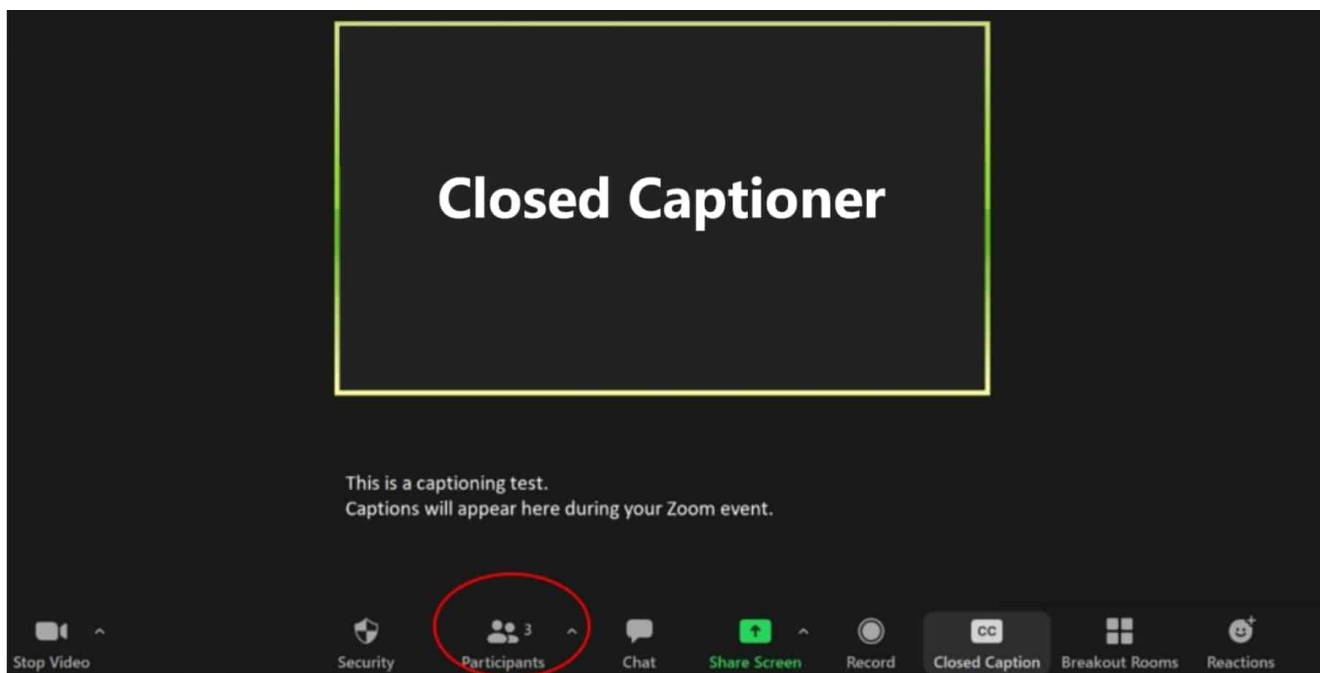 Closed Captioner
This is a captioning test.
Captions will appear here during your Zoom event.
3
CC
Stop Video
Security
Participants
Chat
Share Screen
Record
Closed Caption
Breakout Rooms
Reactions